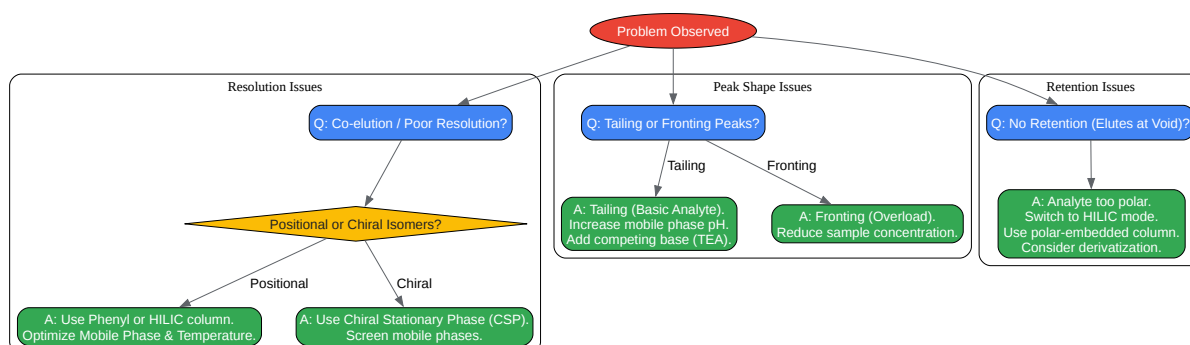 Problem Observed
Resolution Issues
Q: Co-elution / Poor Resolution?
Positional or Chiral Isomers?
Positional
Chiral
A: Use Phenyl or HILIC column.
Optimize Mobile Phase & Temperature.
A: Use Chiral Stationary Phase (CSP).
Screen mobile phases.
Peak Shape Issues
Q: Tailing or Fronting Peaks?
Tailing
Fronting
A: Tailing (Basic Analyte).
Increase mobile phase pH.
Add competing base (TEA).
A: Fronting (Overload).
Reduce sample concentration.
Retention Issues
Q: No Retention (Elutes at Void)?
A: Analyte too polar.
Switch to HILIC mode.
Use polar-embedded column.
Consider derivatization.